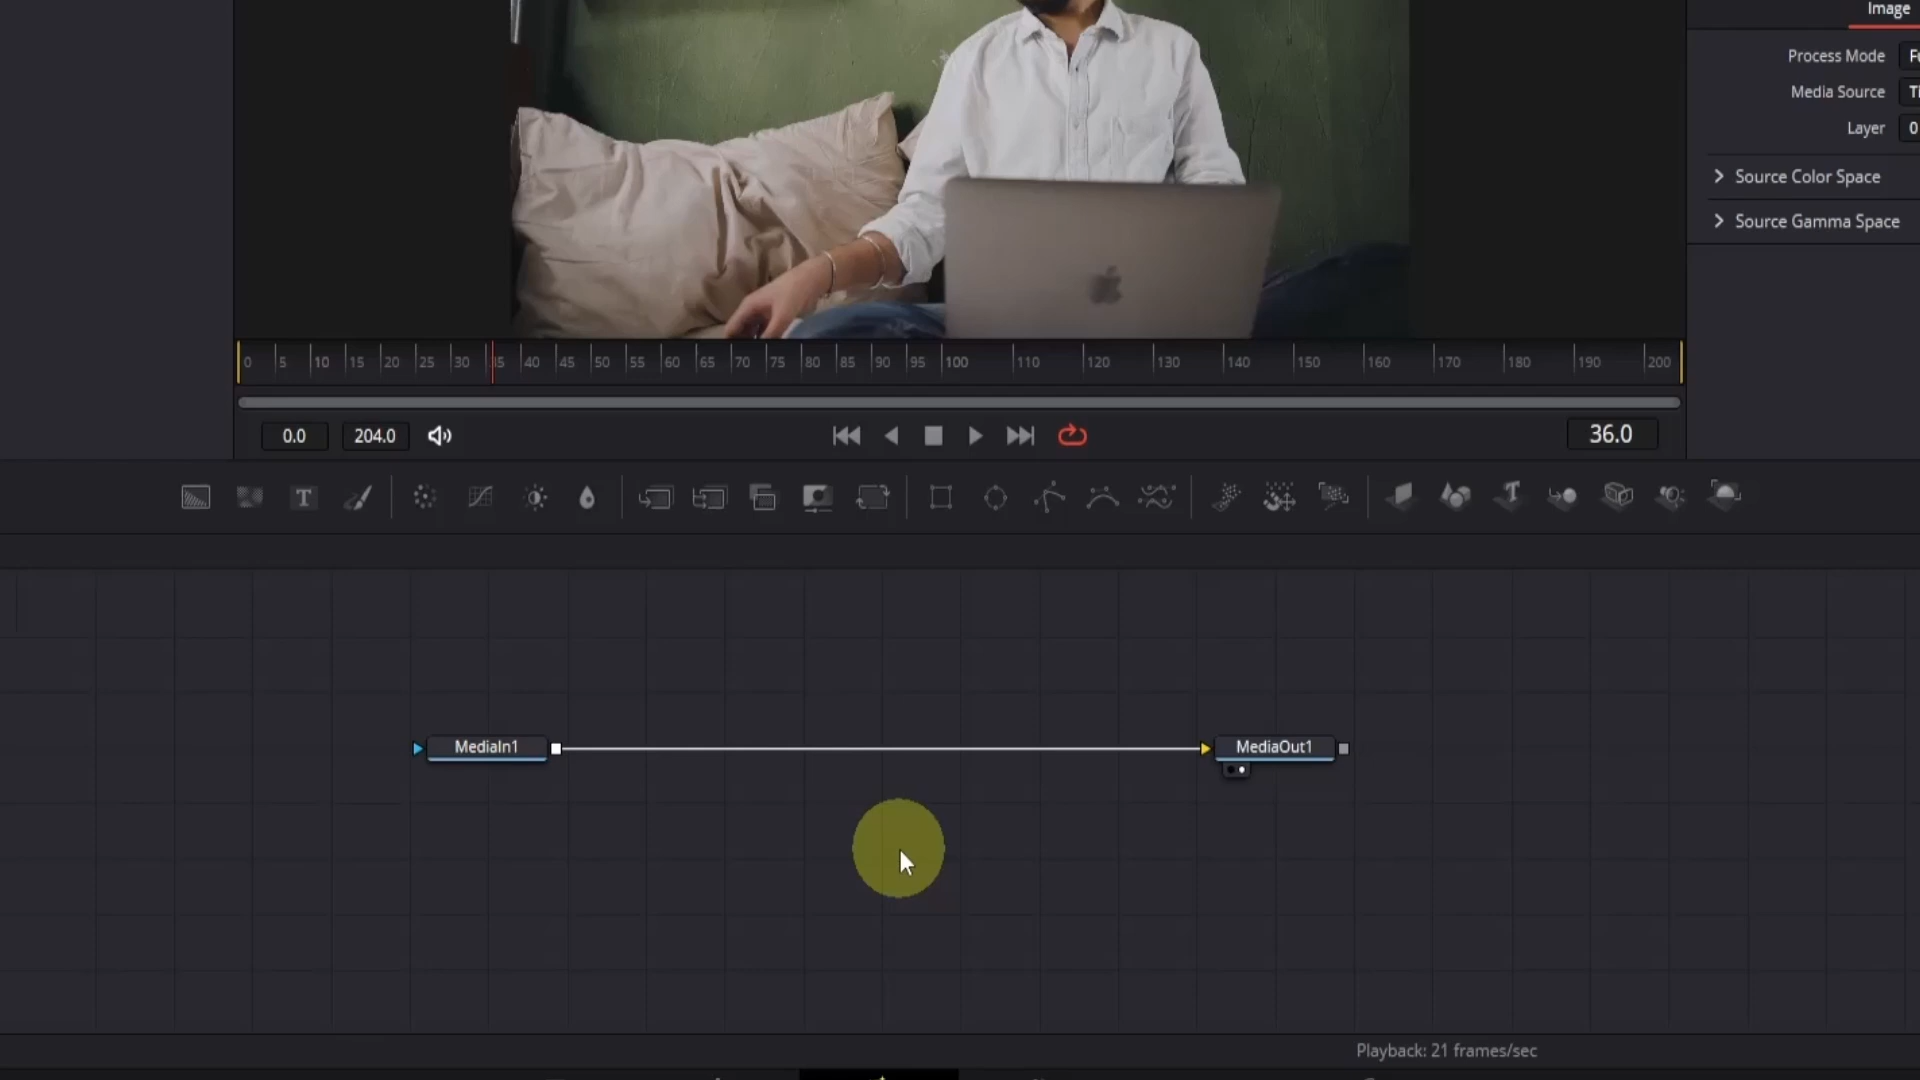 Image
Process Mode
Media Source
Layer 0
Source Color Space
Source Gamma Space
0 5 10 15 20 25 30 35 40 45 50 55 60 65 70 75 80 85 90 95 100 110 120 130 140 150 160 170 180 190 200
0.0 204.0 36.0
T T
MediaIn1 MediaOut1
Playback: 21 frames/sec